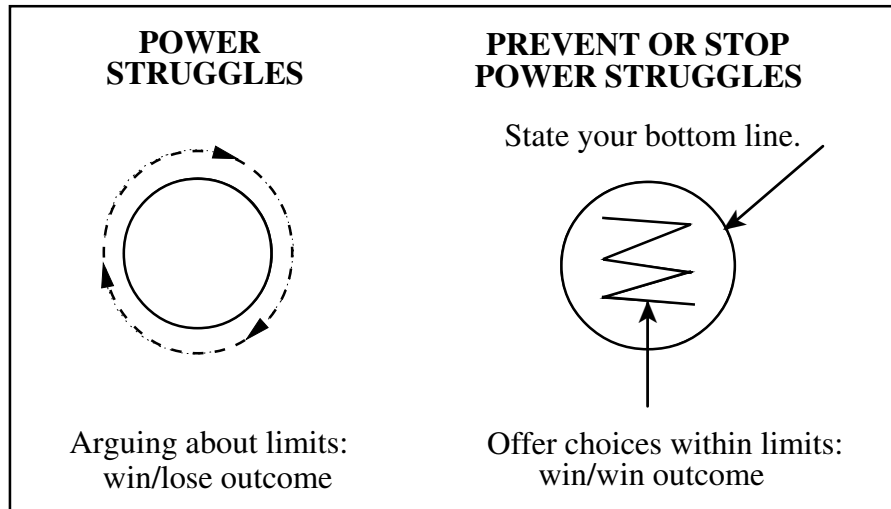 POWER
STRUGGLES
Arguing about limits:
win/lose outcome
PREVENT OR STOP
POWER STRUGGLES
State your bottom line.
Offer choices within limits:
win/win outcome